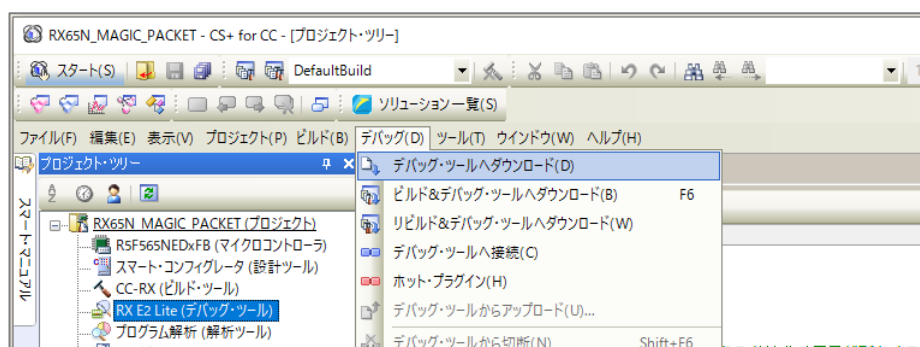 RX65N_MAGIC_PACKET - CS+ for CC - [プロジェクト・ツリー]
スタート(S) DefaultBuild
ソリューション一覧(S)
ファイル(F) 編集(E) 表示(V) プロジェクト(P) ビルド(B) デバッグ(D) ツール(T) ウインドウ(W) ヘルプ(H)
プロジェクト・ツリー
スマートマニュアル
RX65N_MAGIC_PACKET (プロジェクト)
R5F565NEDxFB (マイクロコントローラ)
スマート・コンフィグレータ (設計ツール)
CC-RX (ビルド・ツール)
RX E2 Lite (デバッグ・ツール)
プログラム解析 (解析ツール)
デバッグ・ツールへダウンロード(D)
ビルド&デバッグ・ツールへダウンロード(B) F6
リビルド&デバッグ・ツールへダウンロード(W)
デバッグ・ツールへ接続(C)
ホット・プラグイン(H)
デバッグ・ツールからアップロード(U)...
デバッグ・ツールから切断(N) Shift+F6